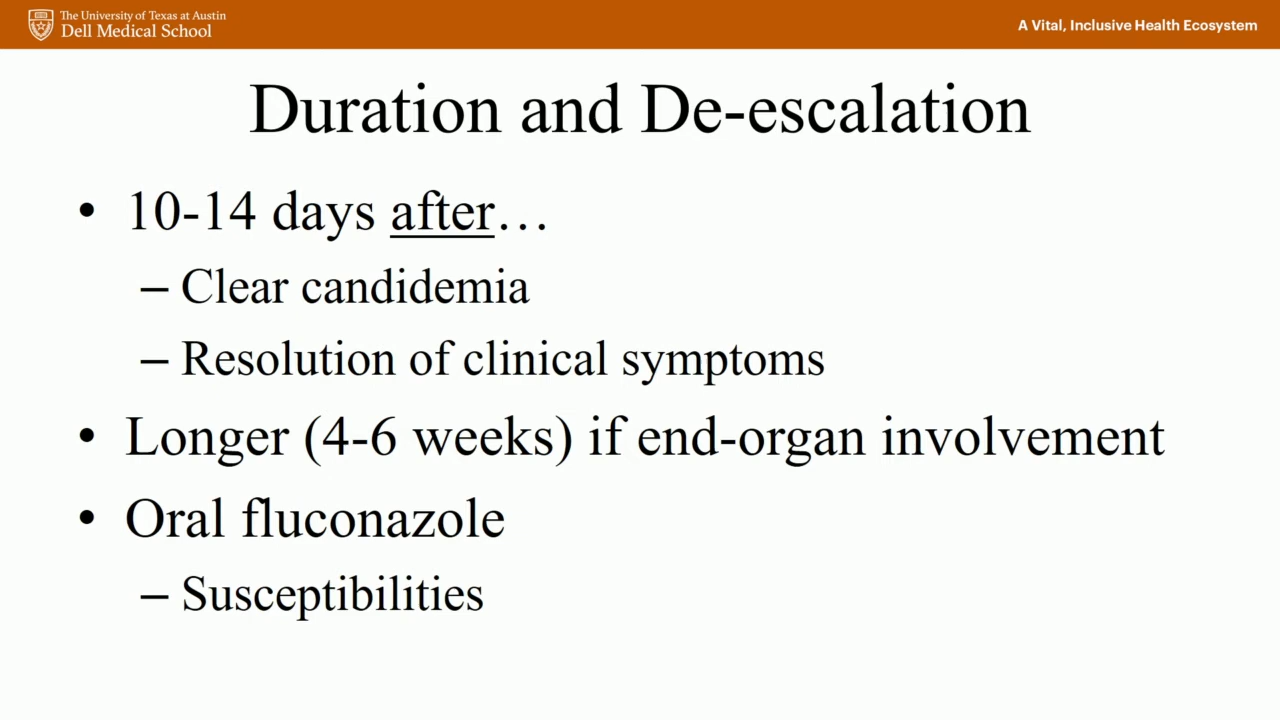 The University of Texas at Austin
Dell Medical School
A Vital, Inclusive Health Ecosystem
Duration and De-escalation
• 10-14 days after…
– Clear candidemia
– Resolution of clinical symptoms
• Longer (4-6 weeks) if end-organ involvement
• Oral fluconazole
– Susceptibilities